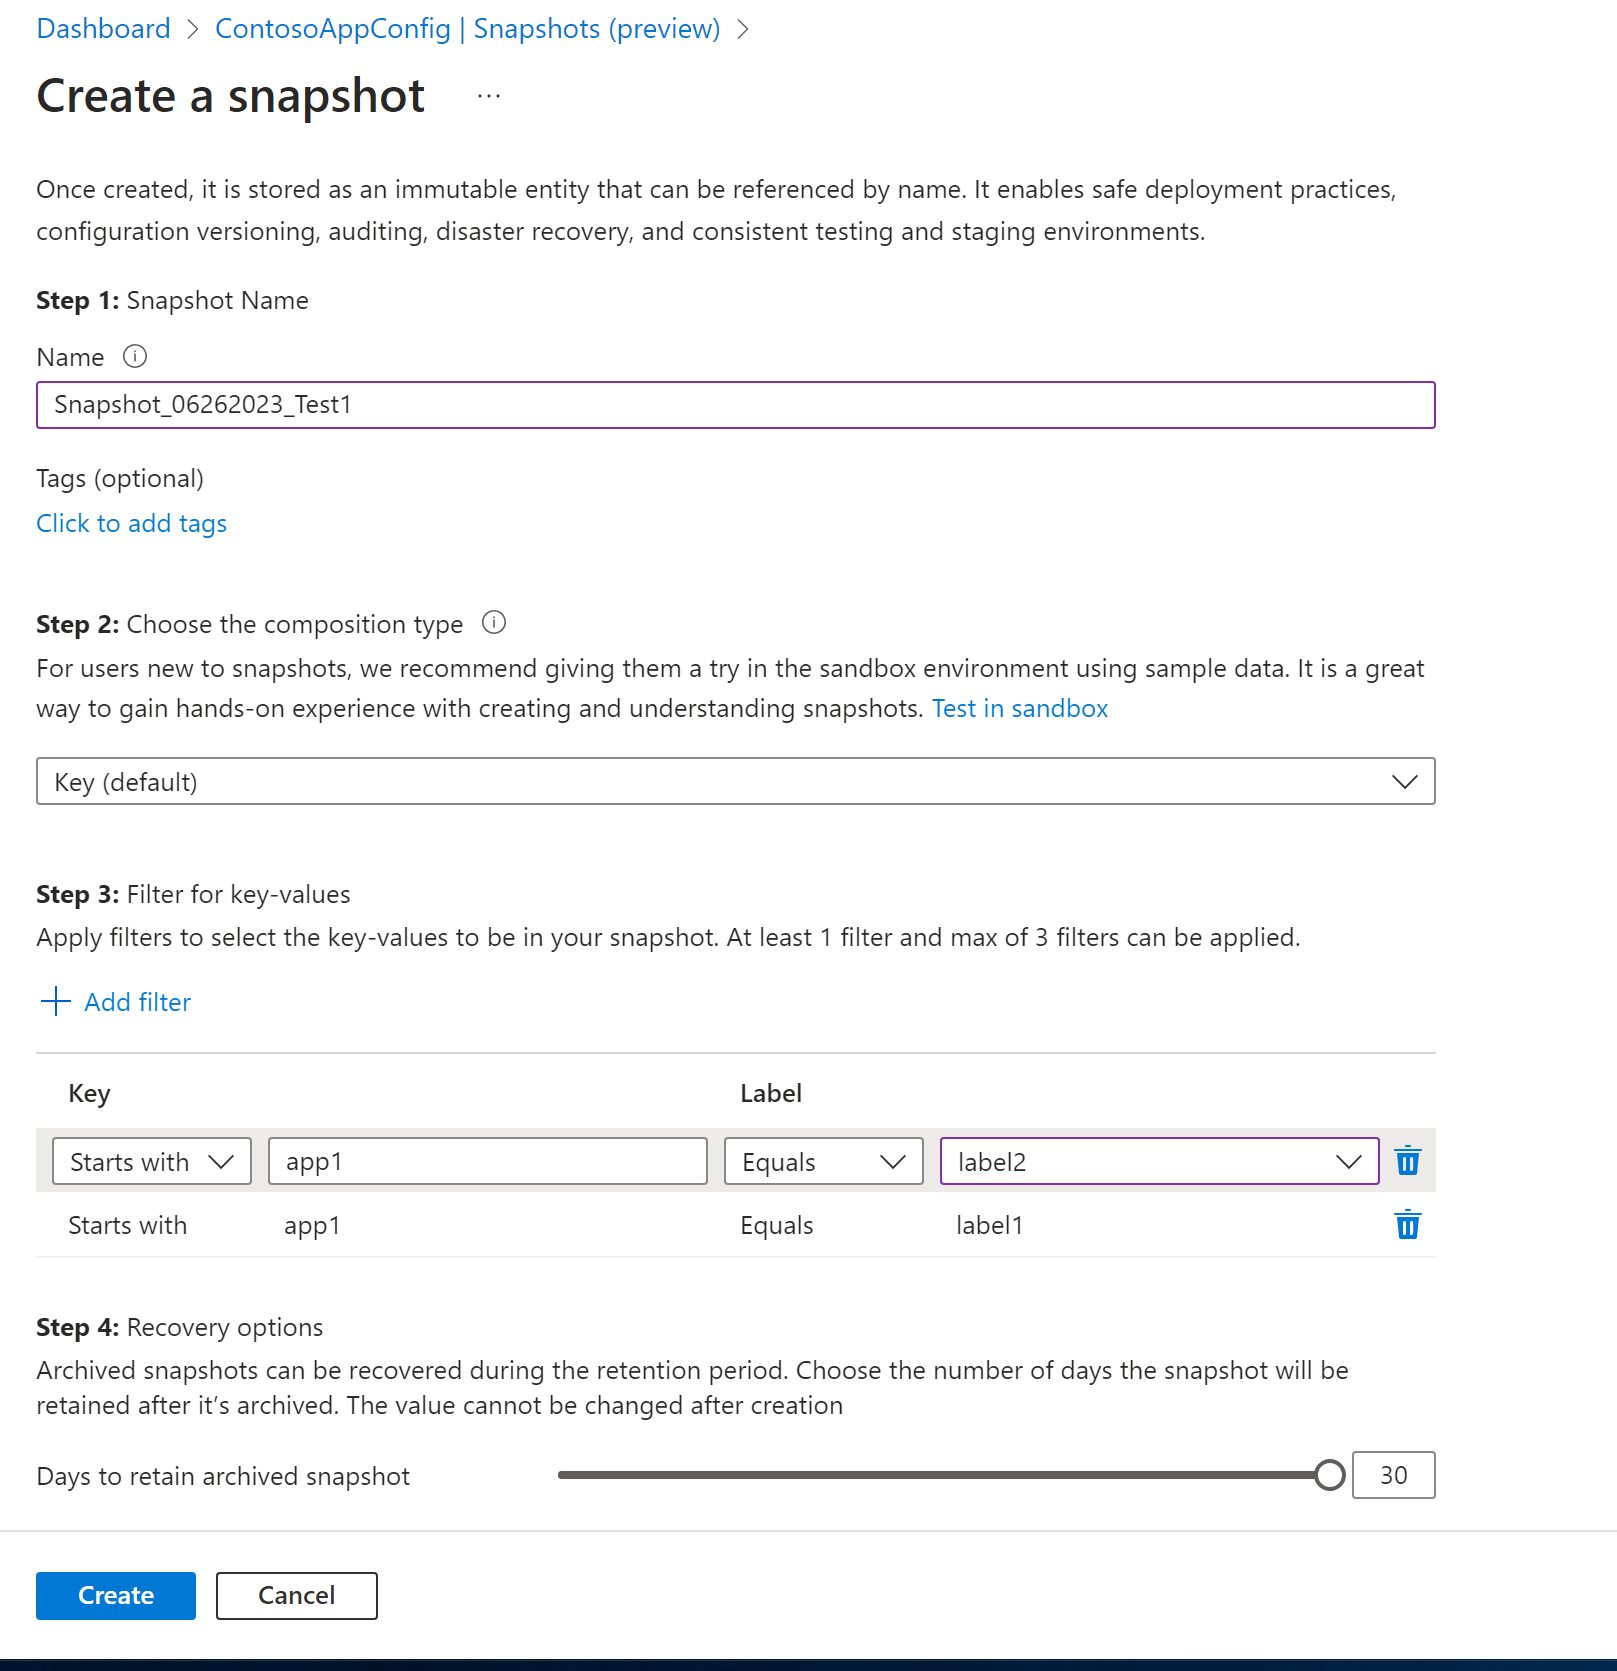 Dashboard > ContosoAppConfig | Snapshots (preview) >
Create a snapshot ...
Once created, it is stored as an immutable entity that can be referenced by name. It enables safe deployment practices,
configuration versioning, auditing, disaster recovery, and consistent testing and staging environments.
Step 1: Snapshot Name
Name
Snapshot_06262023_Test1
Tags (optional)
Click to add tags
Step 2: Choose the composition type
For users new to snapshots, we recommend giving them a try in the sandbox environment using sample data. It is a great
way to gain hands-on experience with creating and understanding snapshots. Test in sandbox
Key (default)
Step 3: Filter for key-values
Apply filters to select the key-values to be in your snapshot. At least 1 filter and max of 3 filters can be applied.
Add filter
Key Label
Starts with app1 Equals label2
Starts with app1 Equals label1
Step 4: Recovery options
Archived snapshots can be recovered during the retention period. Choose the number of days the snapshot will be
retained after it’s archived. The value cannot be changed after creation
Days to retain archived snapshot 30
Create Cancel